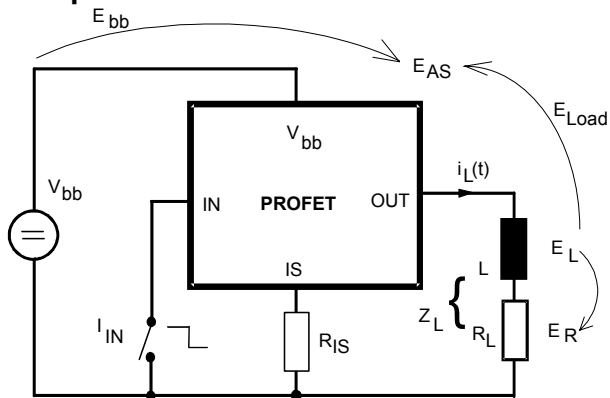 E bb
E AS
E Load
V bb
V bb
i L (t)
IN PROFET OUT
IS
I IN
R IS
L
E L
Z L {
R L
E R